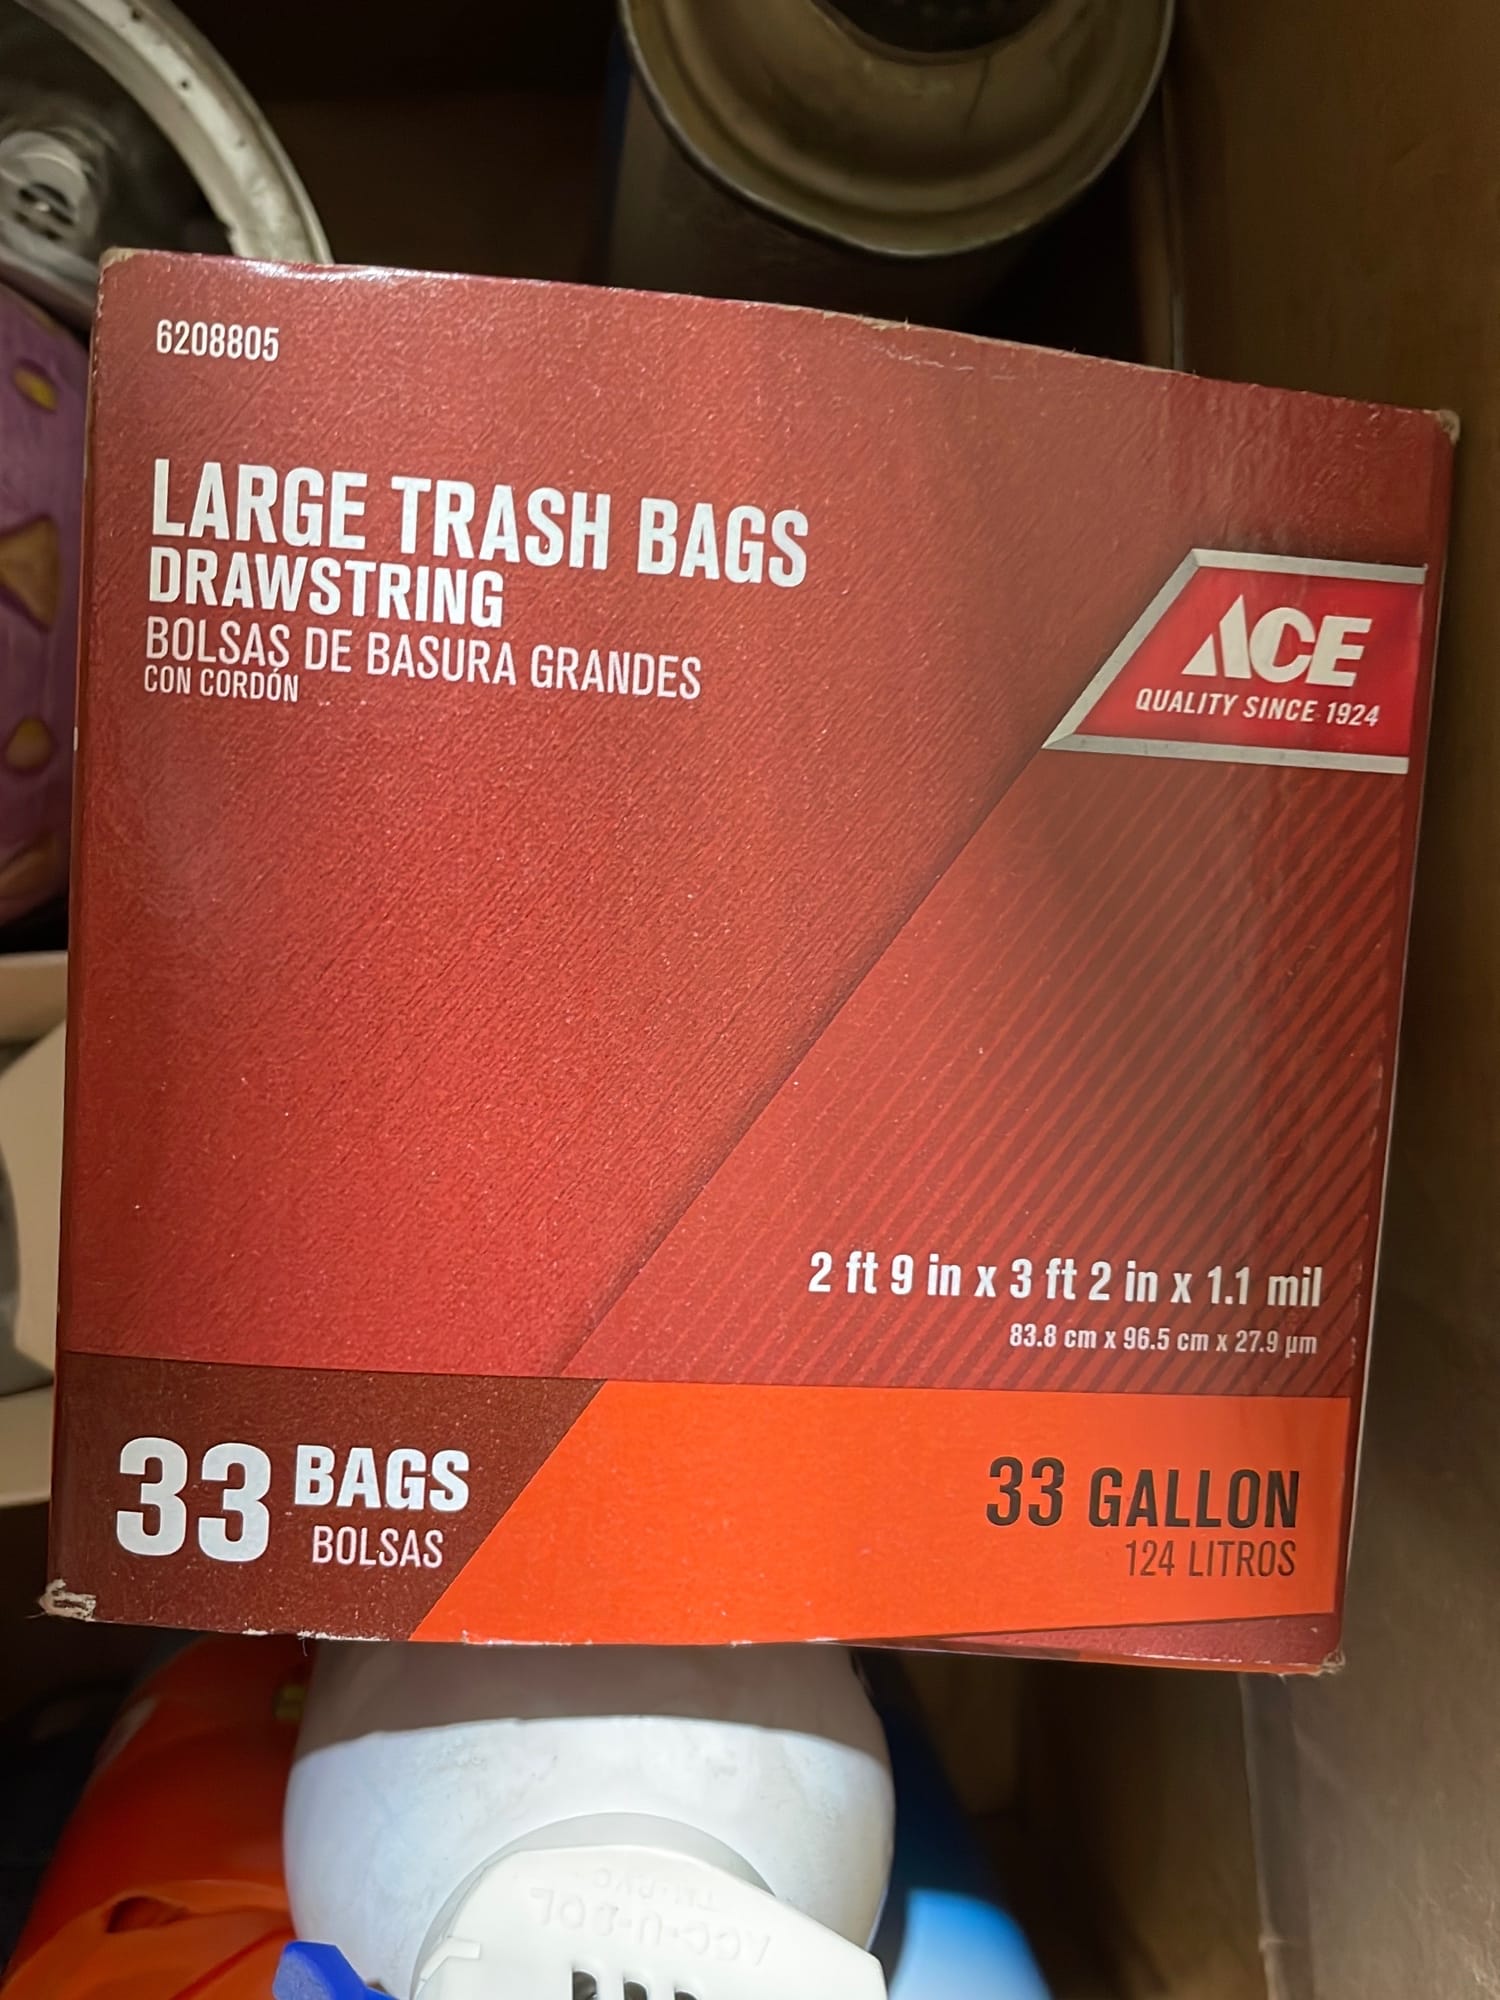 6208805
LARGE TRASH BAGS
DRAWSTRING
BOLSAS DE BASURA GRANDES
CON CORDÓN
ACE
QUALITY SINCE 1924
2 ft 9 in x 3 ft 2 in x 1.1 mil
83.8 cm x 96.5 cm x 27.9 µm
33 BAGS
BOLSAS
33 GALLON
124 LITROS
ACC-U-SOL